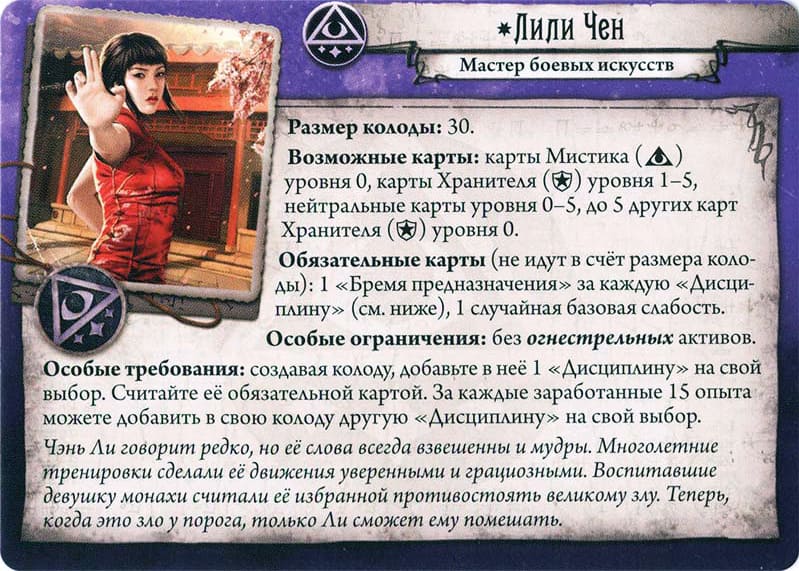 *Лили Чен
Мастер боевых искусств
Размер колоды: 30.
Возможные карты: карты Мистика ( )
уровня 0, карты Хранителя ( ) уровня 1–5,
нейтральные карты уровня 0–5, до 5 других карт
Хранителя ( ) уровня 0.
Обязательные карты (не идут в счёт размера коло-
ды): 1 «Бремя предназначения» за каждую «Дисци-
плину» (см. ниже), 1 случайная базовая слабость.
Особые ограничения: без огнестрельных активов.
Особые требования: создавая колоду, добавьте в неё 1 «Дисциплину» на свой
выбор. Считайте её обязательной картой. За каждые заработанные 15 опыта
можете добавить в свою колоду другую «Дисциплину» на свой выбор.
Чэнь Ли говорит редко, но её слова всегда взвешенны и мудры. Многолетние
тренировки сделали её движения уверенными и грациозными. Воспитавшие
девушку монахи считали её избранной противостоять великому злу. Теперь,
когда это зло у порога, только Ли сможет ему помешать.